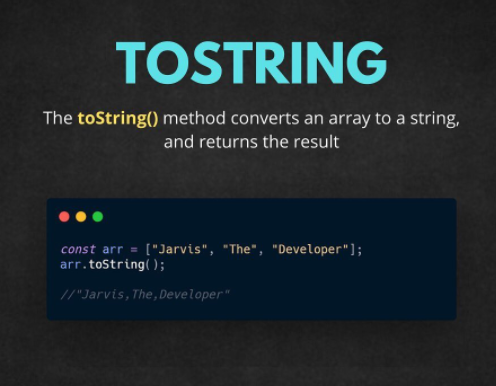 TOSTRING
The toString() method converts an array to a string,
and returns the result
const arr = ["Jarvis", "The", "Developer"];
arr.toString();
//"Jarvis,The,Developer"